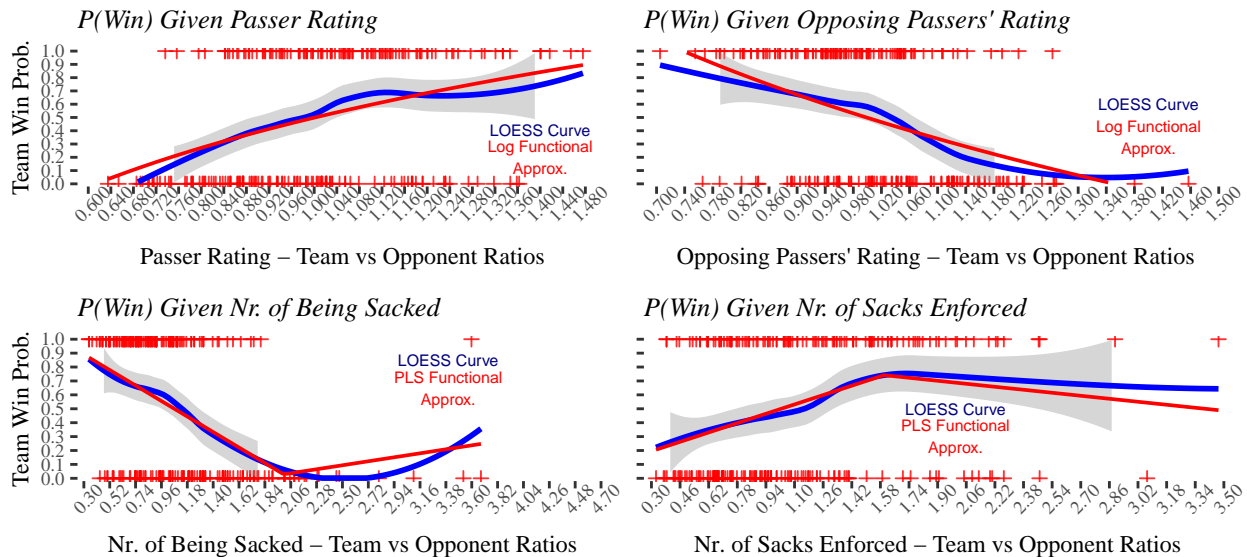 P(Win) Given Passer Rating
Team Win Prob.
1.0
0.9
0.8
0.7
0.6
0.5
0.4
0.3
0.2
0.1
0.0
LOESS Curve
Log Functional
Approx.
0.600 0.640 0.680 0.720 0.760 0.800 0.840 0.880 0.920 0.960 1.000 1.040 1.080 1.120 1.160 1.200 1.240 1.280 1.320 1.360 1.400 1.440 1.480
Passer Rating – Team vs Opponent Ratios
P(Win) Given Opposing Passers' Rating
LOESS Curve
Log Functional
Approx.
0.700 0.740 0.780 0.820 0.860 0.900 0.940 0.980 1.020 1.060 1.100 1.140 1.180 1.220 1.260 1.300 1.340 1.380 1.420 1.460 1.500
Opposing Passers' Rating – Team vs Opponent Ratios
P(Win) Given Nr. of Being Sacked
Team Win Prob.
1.0
0.9
0.8
0.7
0.6
0.5
0.4
0.3
0.2
0.1
0.0
LOESS Curve
PLS Functional
Approx.
0.30 0.52 0.74 0.96 1.18 1.40 1.62 1.84 2.06 2.28 2.50 2.72 2.94 3.16 3.38 3.60 3.82 4.04 4.26 4.48 4.70
Nr. of Being Sacked – Team vs Opponent Ratios
P(Win) Given Nr. of Sacks Enforced
LOESS Curve
PLS Functional
Approx.
0.30 0.46 0.62 0.78 0.94 1.10 1.26 1.42 1.58 1.74 1.90 2.06 2.22 2.38 2.54 2.70 2.86 3.02 3.18 3.34 3.50
Nr. of Sacks Enforced – Team vs Opponent Ratios